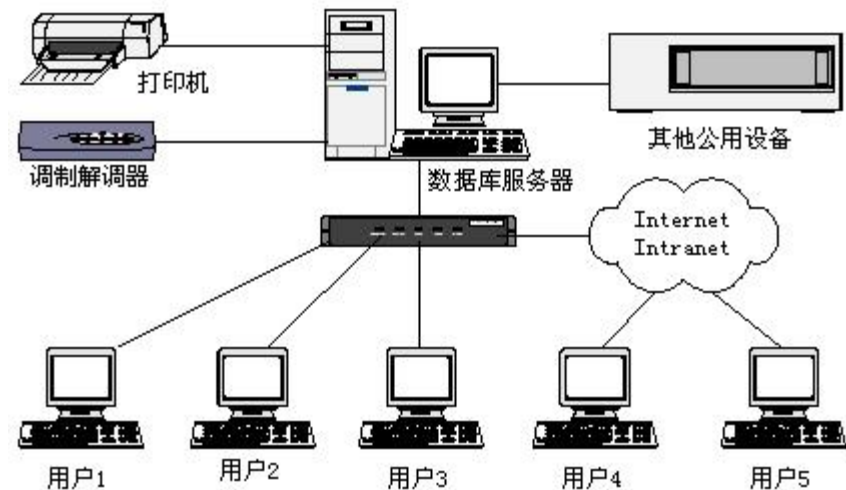 打印机
调制解调器
数据库服务器
其他公用设备
Internet
Intranet
用户1
用户2
用户3
用户4
用户5